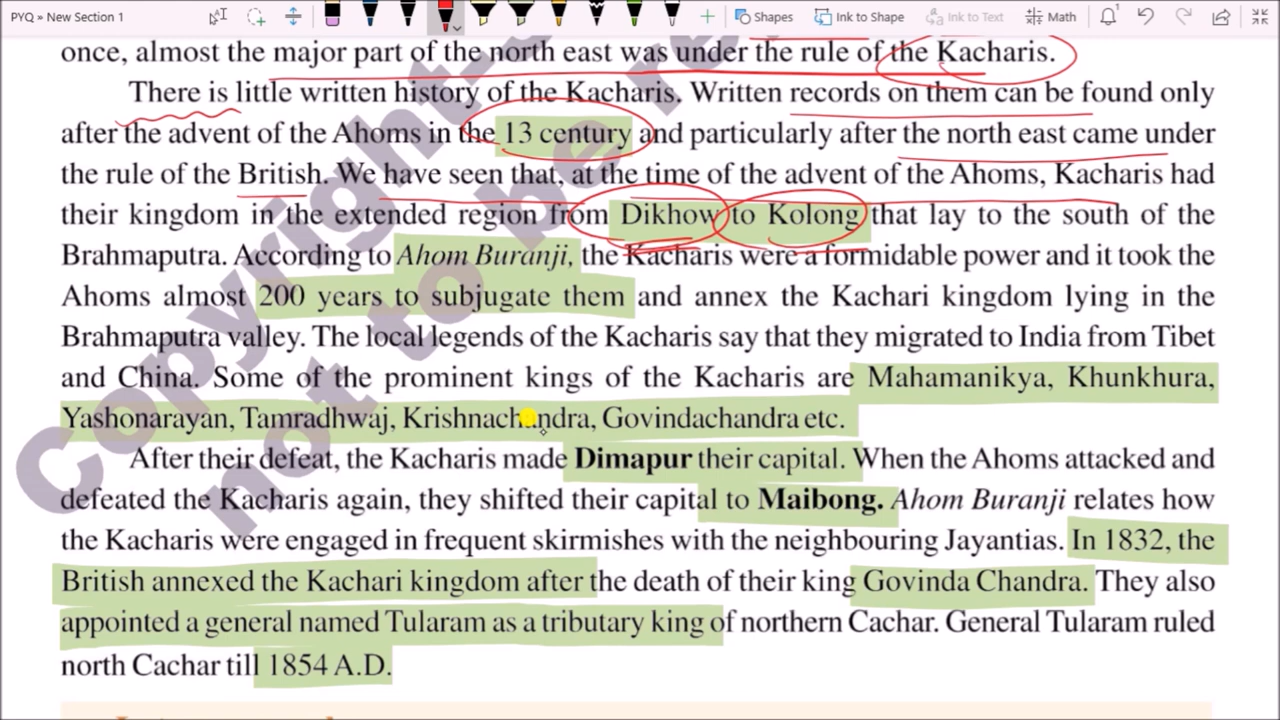 PYQ » New Section 1
Shapes Ink to Shape Ink to Text Math
once, almost the major part of the north east was under the rule of the Kacharis.
There is little written history of the Kacharis. Written records on them can be found only
after the advent of the Ahoms in the 13 century and particularly after the north east came under
the rule of the British. We have seen that, at the time of the advent of the Ahoms, Kacharis had
their kingdom in the extended region from Dikhow to Kolong that lay to the south of the
Brahmaputra. According to Ahom Buranji, the Kacharis were a formidable power and it took the
Ahoms almost 200 years to subjugate them and annex the Kachari kingdom lying in the
Brahmaputra valley. The local legends of the Kacharis say that they migrated to India from Tibet
and China. Some of the prominent kings of the Kacharis are Mahamanikya, Khunkhura,
Yashonarayan, Tamradhwaj, Krishnachandra, Govindachandra etc.
After their defeat, the Kacharis made Dimapur their capital. When the Ahoms attacked and
defeated the Kacharis again, they shifted their capital to Maibong. Ahom Buranji relates how
the Kacharis were engaged in frequent skirmishes with the neighbouring Jayantias. In 1832, the
British annexed the Kachari kingdom after the death of their king Govinda Chandra. They also
appointed a general named Tularam as a tributary king of northern Cachar. General Tularam ruled
north Cachar till 1854 A.D.
Copyright
not to be re